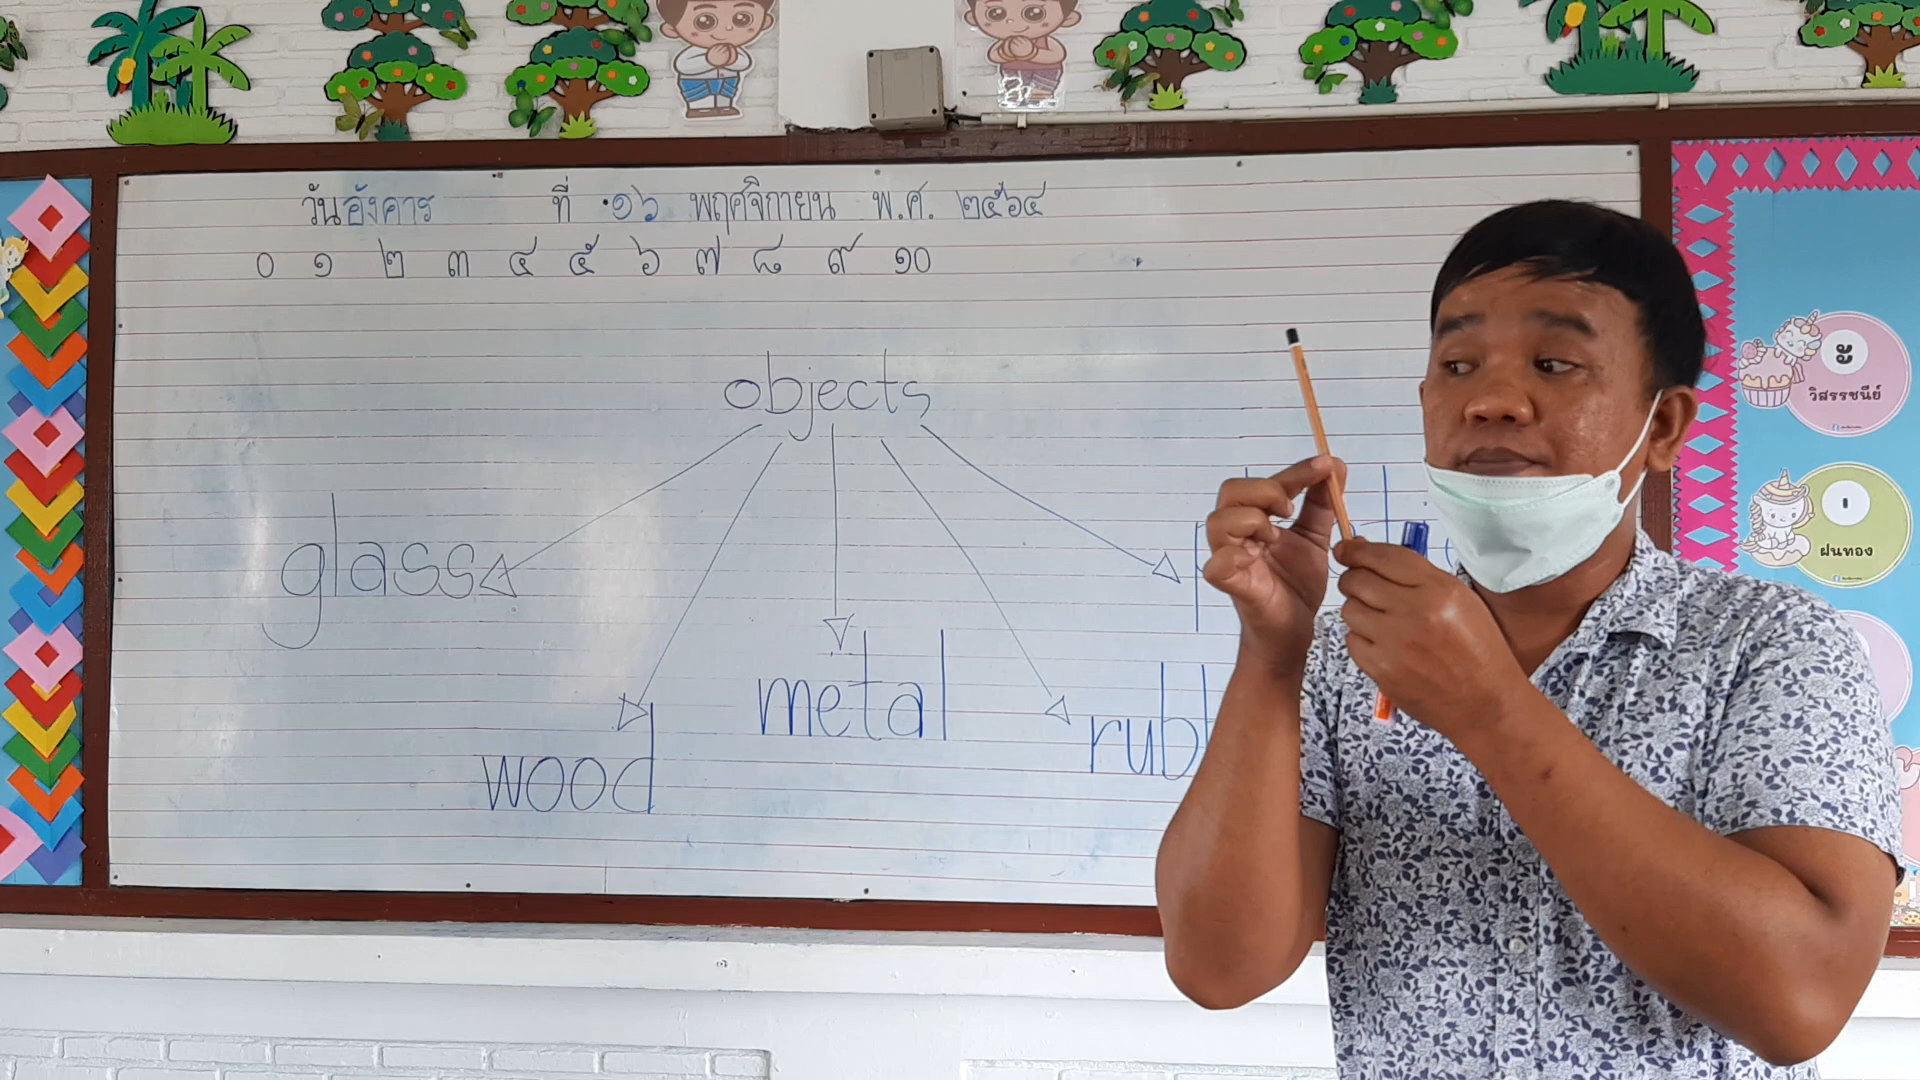 วันอังคาร ที่ ๑๖ พฤศจิกายน พ.ศ. ๒๕๖๔
๐ ๑ ๒ ๓ ๔ ๕ ๖ ๗ ๘ ๙ ๑๐
objects
glass
wood
metal
rubb
วิสรรชนีย์
ฝนทอง